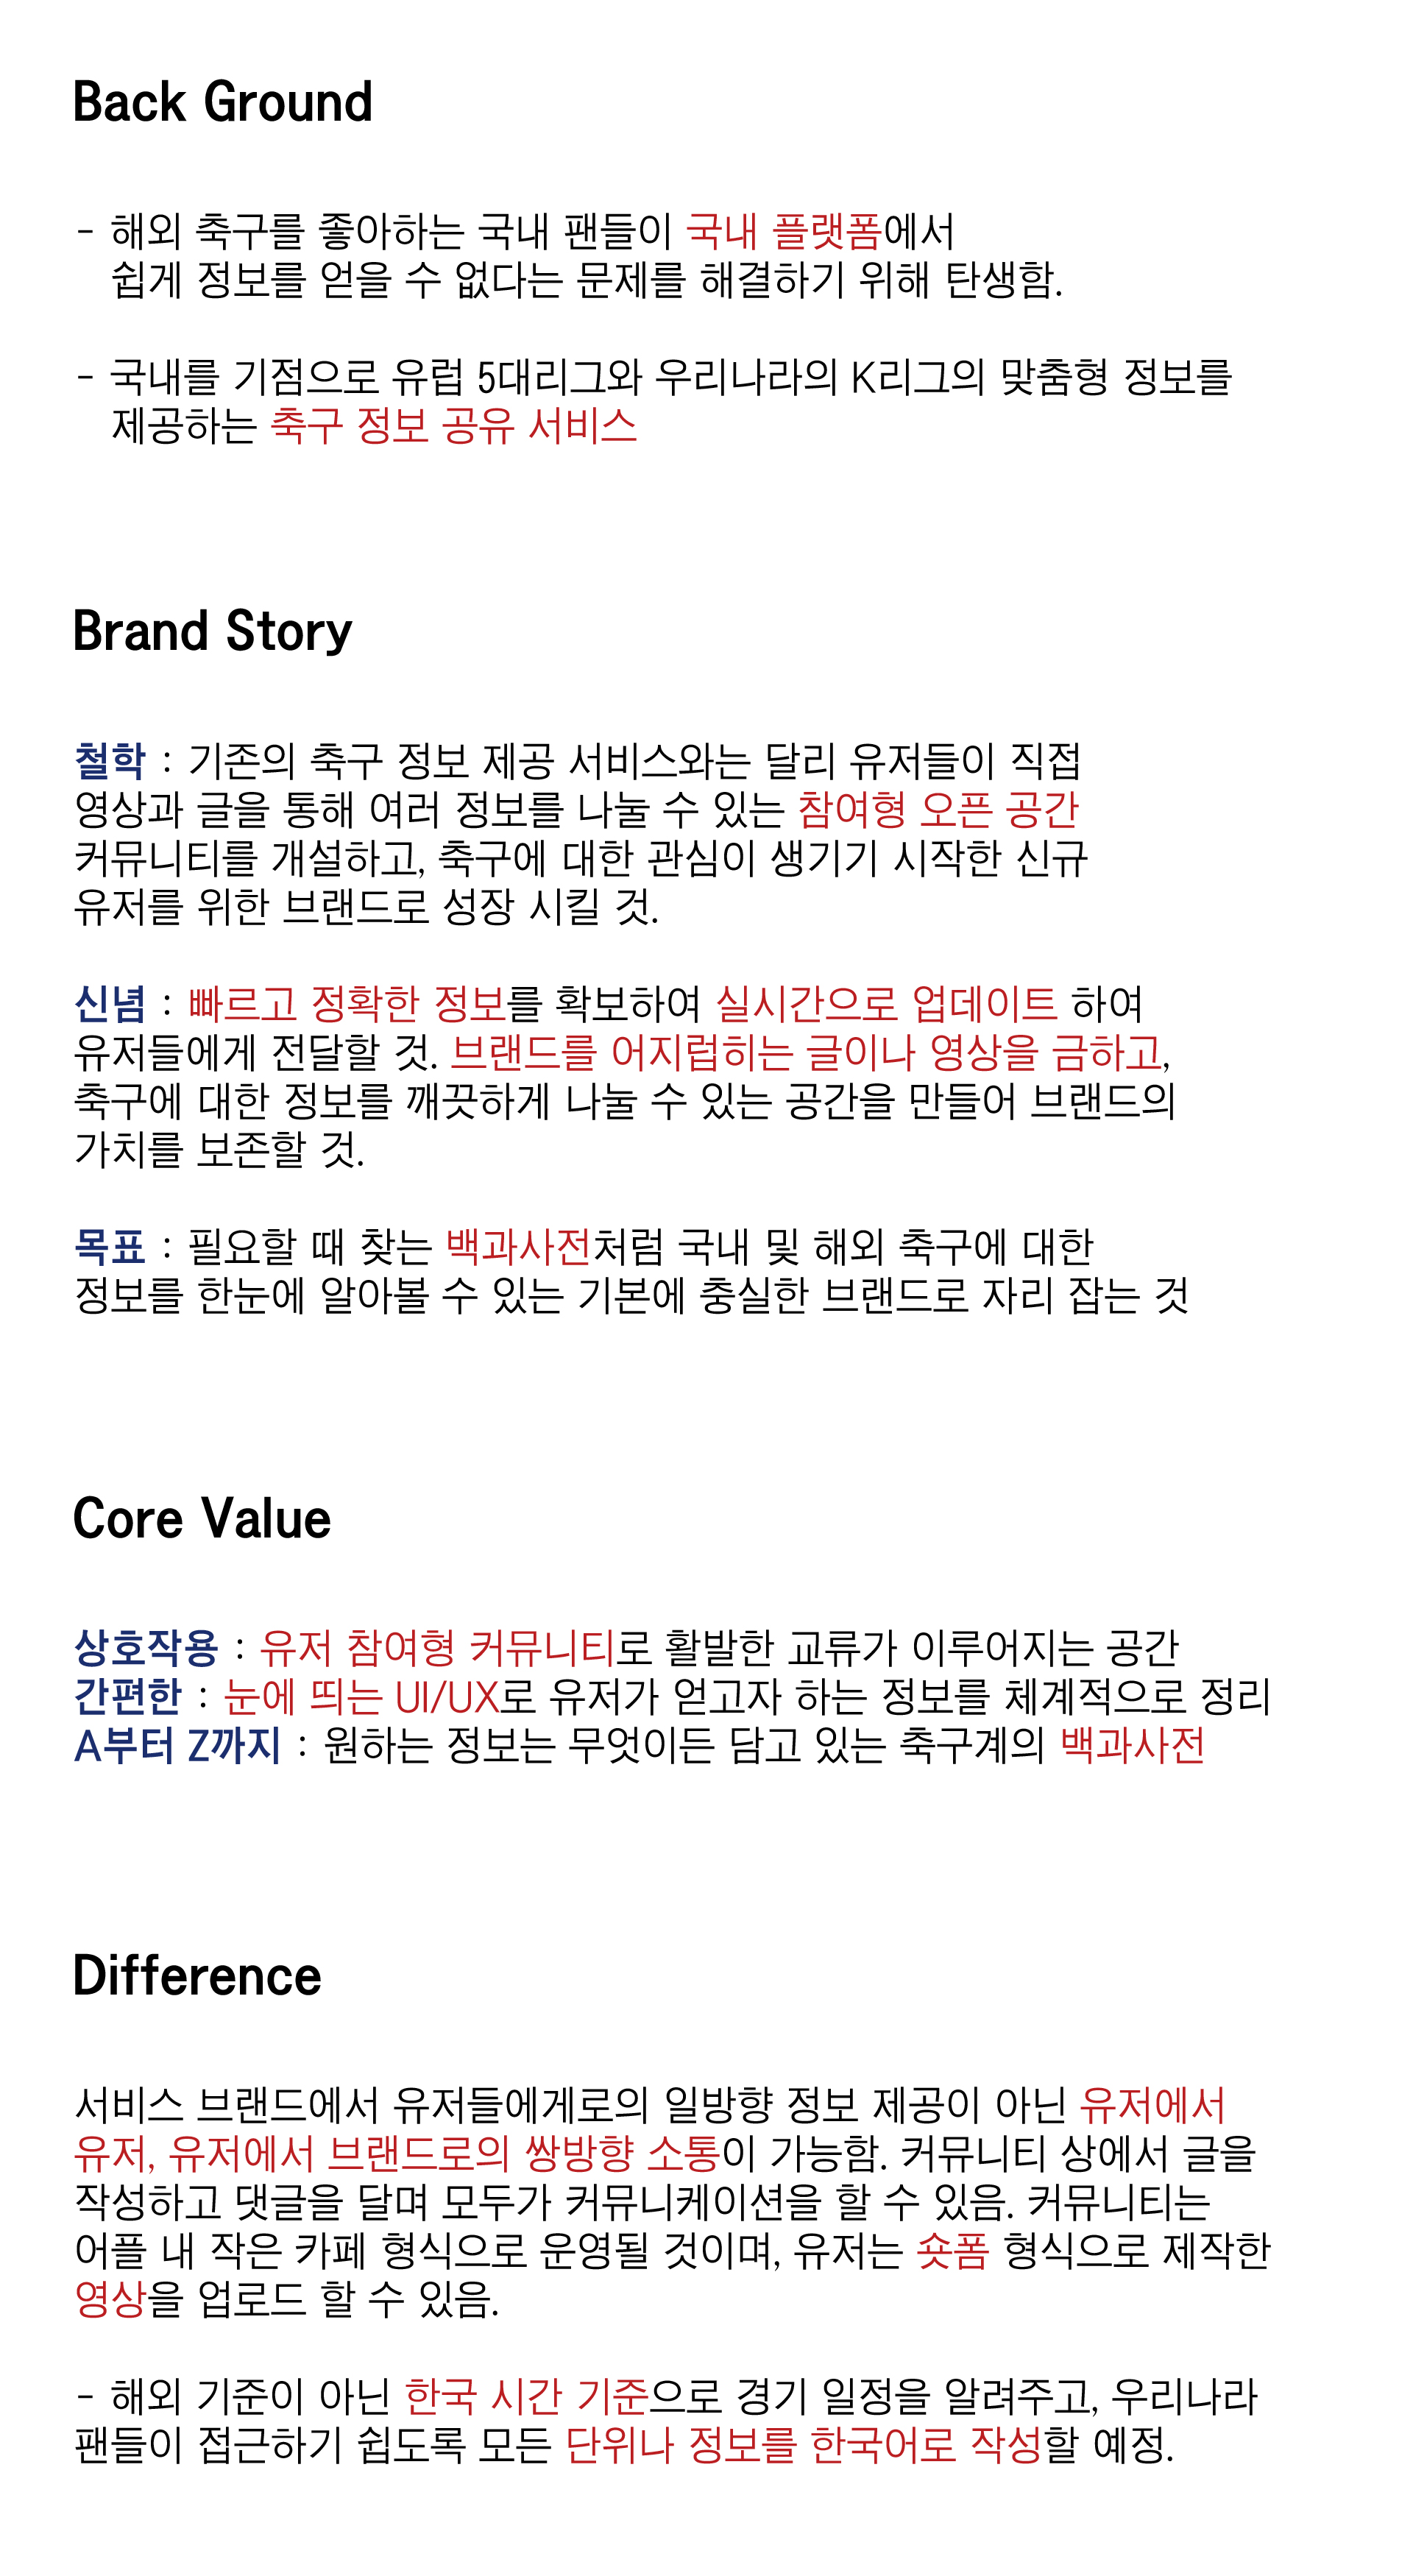 Back Ground
- 해외 축구를 좋아하는 국내 팬들이 국내 플랫폼에서
쉽게 정보를 얻을 수 없다는 문제를 해결하기 위해 탄생함.
- 국내를 기점으로 유럽 5대리그와 우리나라의 K리그의 맞춤형 정보를
제공하는 축구 정보 공유 서비스
Brand Story
철학 : 기존의 축구 정보 제공 서비스와는 달리 유저들이 직접
영상과 글을 통해 여러 정보를 나눌 수 있는 참여형 오픈 공간
커뮤니티를 개설하고, 축구에 대한 관심이 생기기 시작한 신규
유저를 위한 브랜드로 성장 시킬 것.
신념 : 빠르고 정확한 정보를 확보하여 실시간으로 업데이트 하여
유저들에게 전달할 것. 브랜드를 어지럽히는 글이나 영상을 금하고,
축구에 대한 정보를 깨끗하게 나눌 수 있는 공간을 만들어 브랜드의
가치를 보존할 것.
목표 : 필요할 때 찾는 백과사전처럼 국내 및 해외 축구에 대한
정보를 한눈에 알아볼 수 있는 기본에 충실한 브랜드로 자리 잡는 것
Core Value
상호작용 : 유저 참여형 커뮤니티로 활발한 교류가 이루어지는 공간
간편한 : 눈에 띄는 UI/UX로 유저가 얻고자 하는 정보를 체계적으로 정리
A부터 Z까지 : 원하는 정보는 무엇이든 담고 있는 축구계의 백과사전
Difference
서비스 브랜드에서 유저들에게로의 일방향 정보 제공이 아닌 유저에서
유저, 유저에서 브랜드로의 쌍방향 소통이 가능함. 커뮤니티 상에서 글을
작성하고 댓글을 달며 모두가 커뮤니케이션을 할 수 있음. 커뮤니티는
어플 내 작은 카페 형식으로 운영될 것이며, 유저는 숏폼 형식으로 제작한
영상을 업로드 할 수 있음.
- 해외 기준이 아닌 한국 시간 기준으로 경기 일정을 알려주고, 우리나라
팬들이 접근하기 쉽도록 모든 단위나 정보를 한국어로 작성할 예정.